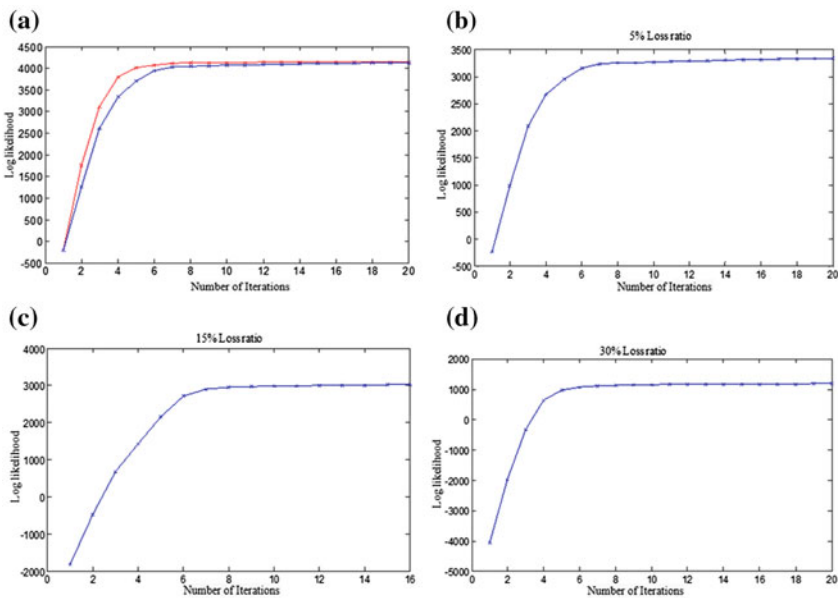 (a)
4500
4000
3500
3000
2500
2000
1500
1000
500
0
-500
Log likelihood
0 2 4 6 8 10 12 14 16 18 20
Number of Iterations
(b)
5% Loss ratio
3500
3000
2500
2000
1500
1000
500
0
-500
Log likelihood
0 2 4 6 8 10 12 14 16 18 20
Number of Iterations
(c)
15% Loss ratio
4000
3000
2000
1000
0
-1000
-2000
Log likelihood
0 2 4 6 8 10 12 14 16
Number of Iterations
(d)
30% Loss ratio
2000
1000
0
-1000
-2000
-3000
-4000
-5000
Log likelihood
0 2 4 6 8 10 12 14 16 18 20
Number of Iterations